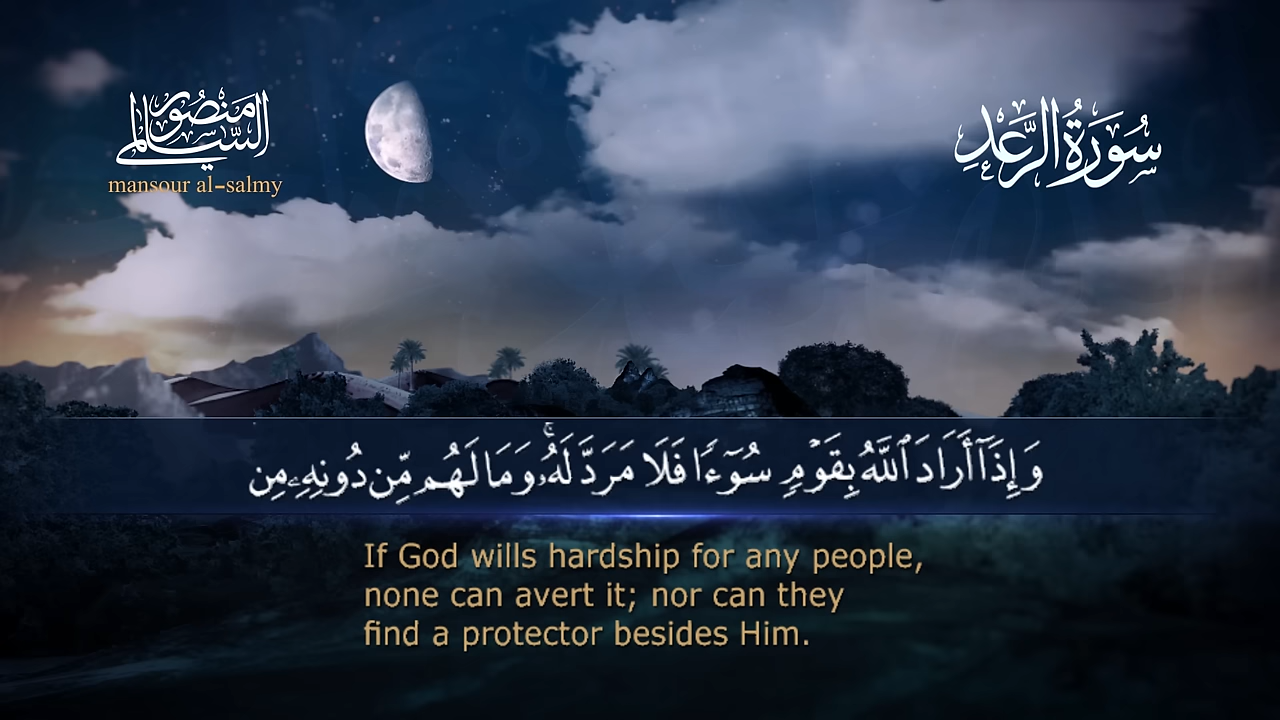 منصور السالمي
mansour al-salmy
سُورَةُ الرَّعْدِ
وَإِذَآ أَرَادَ ٱللَّهُ بِقَوْمٍ سُوٓءًا فَلَا مَرَدَّ لَهُۥۚ وَمَا لَهُم مِّن دُونِهِۦ مِن
If God wills hardship for any people,
none can avert it; nor can they
find a protector besides Him.